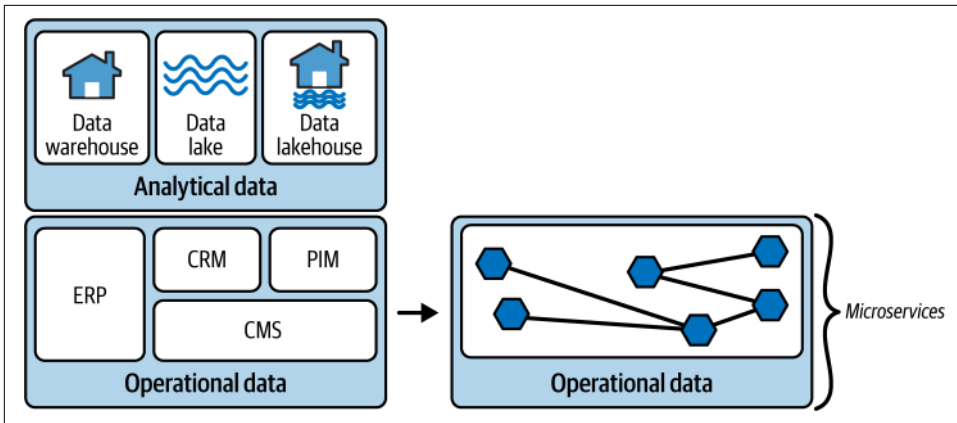 Data
warehouse
Data
lake
Data
lakehouse
Analytical data
ERP
CRM
PIM
CMS
Operational data
Operational data
Microservices